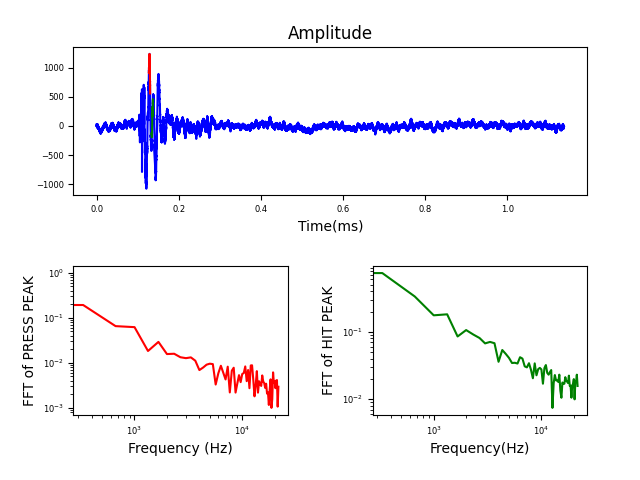 Amplitude
1000
500
0
−500
−1000
0.0 0.2 0.4 0.6 0.8 1.0
Time(ms)
FFT of PRESS PEAK
10⁰
10⁻¹
10⁻²
10⁻³
10³ 10⁴
Frequency (Hz)
FFT of HIT PEAK
10⁻¹
10⁻²
10³ 10⁴
Frequency(Hz)